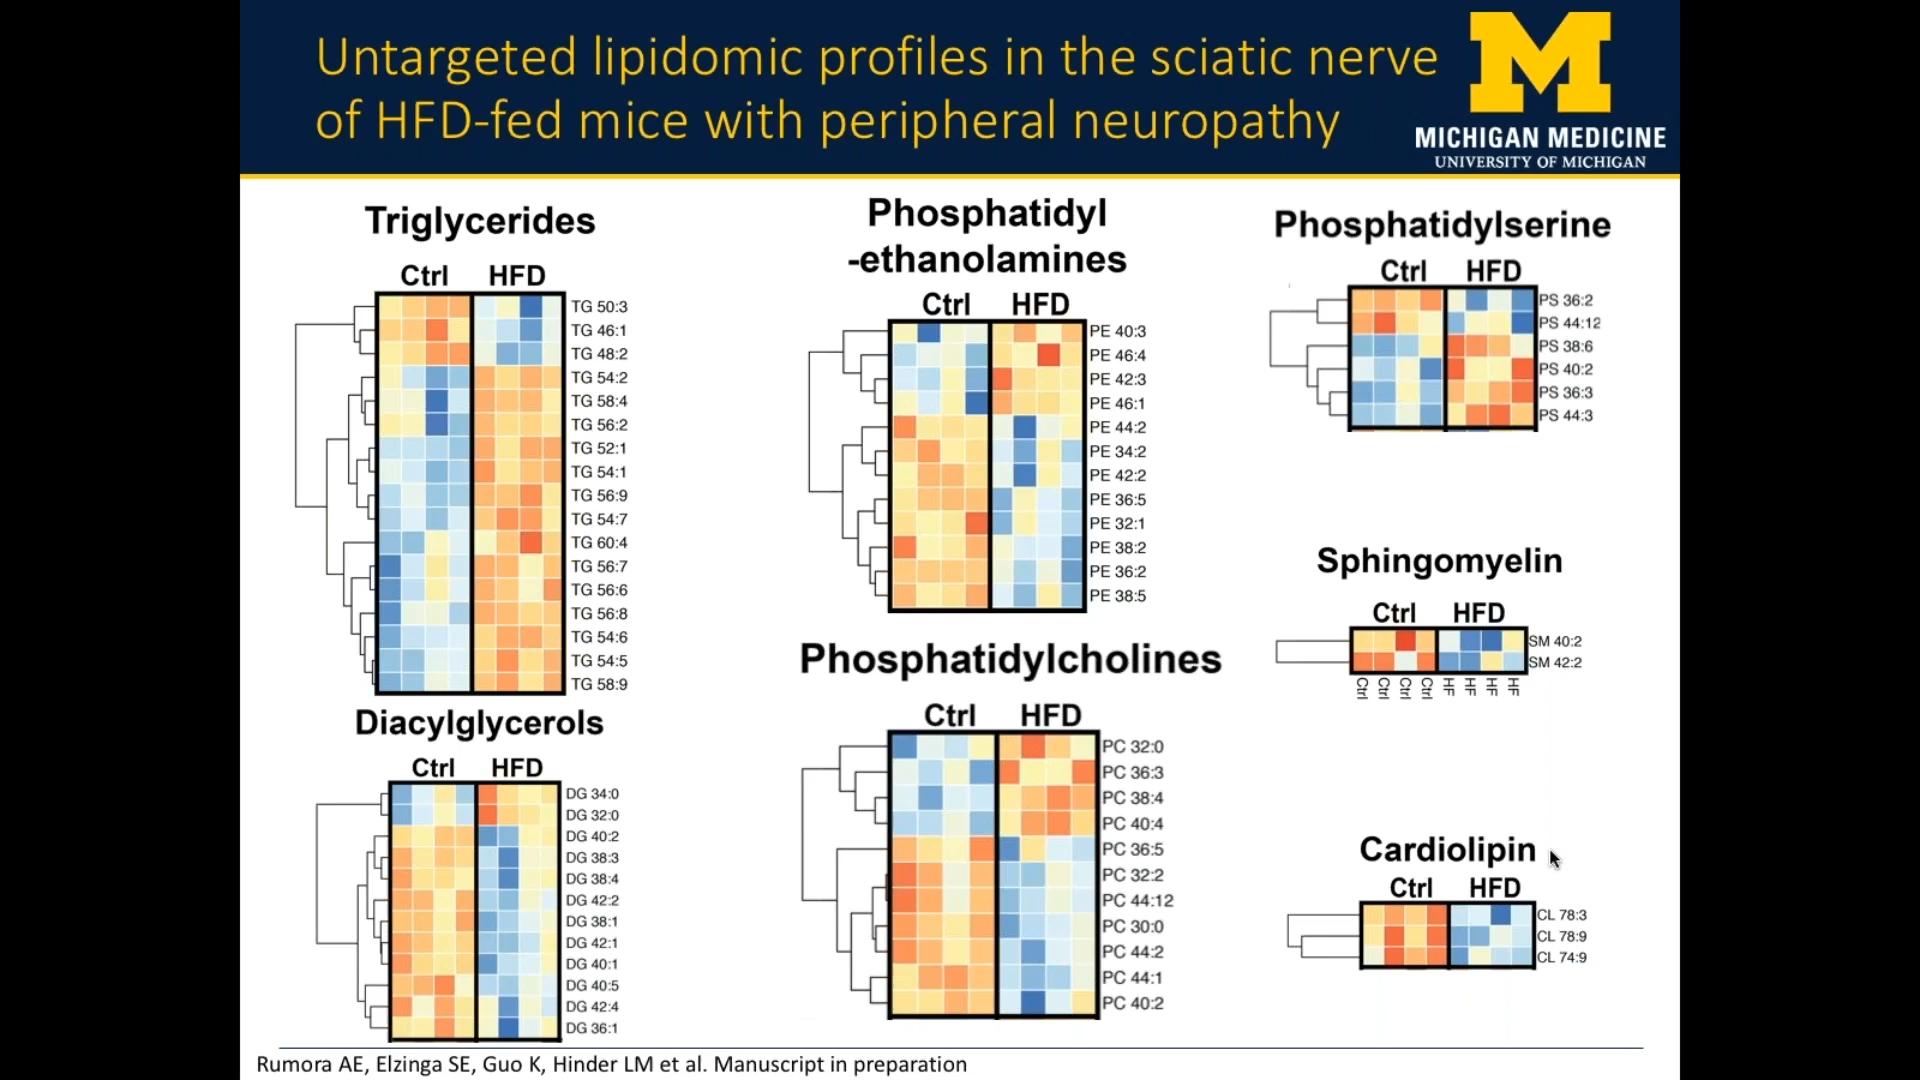 Untargeted lipidomic profiles in the sciatic nerve
of HFD-fed mice with peripheral neuropathy
M
MICHIGAN MEDICINE
UNIVERSITY OF MICHIGAN
Triglycerides
Ctrl HFD
TG 50:3
TG 46:1
TG 48:2
TG 54:2
TG 58:4
TG 56:2
TG 52:1
TG 54:1
TG 56:9
TG 54:7
TG 60:4
TG 56:7
TG 56:6
TG 56:8
TG 54:6
TG 54:5
TG 58:9
Diacylglycerols
Ctrl HFD
DG 34:0
DG 32:0
DG 40:2
DG 38:3
DG 38:4
DG 42:2
DG 38:1
DG 42:1
DG 40:1
DG 40:5
DG 42:4
DG 36:1
Phosphatidyl
-ethanolamines
Ctrl HFD
PE 40:3
PE 46:4
PE 42:3
PE 46:1
PE 44:2
PE 34:2
PE 42:2
PE 36:5
PE 32:1
PE 38:2
PE 36:2
PE 38:5
Phosphatidylcholines
Ctrl HFD
PC 32:0
PC 36:3
PC 38:4
PC 40:4
PC 36:5
PC 32:2
PC 44:12
PC 30:0
PC 44:2
PC 44:1
PC 40:2
Phosphatidylserine
Ctrl HFD
PS 36:2
PS 44:12
PS 38:6
PS 40:2
PS 36:3
PS 44:3
Sphingomyelin
Ctrl HFD
SM 40:2
SM 42:2
Ctrl Ctrl Ctrl Ctrl HF HF HF HF
Cardiolipin
Ctrl HFD
CL 78:3
CL 78:9
CL 74:9
Rumora AE, Elzinga SE, Guo K, Hinder LM et al. Manuscript in preparation